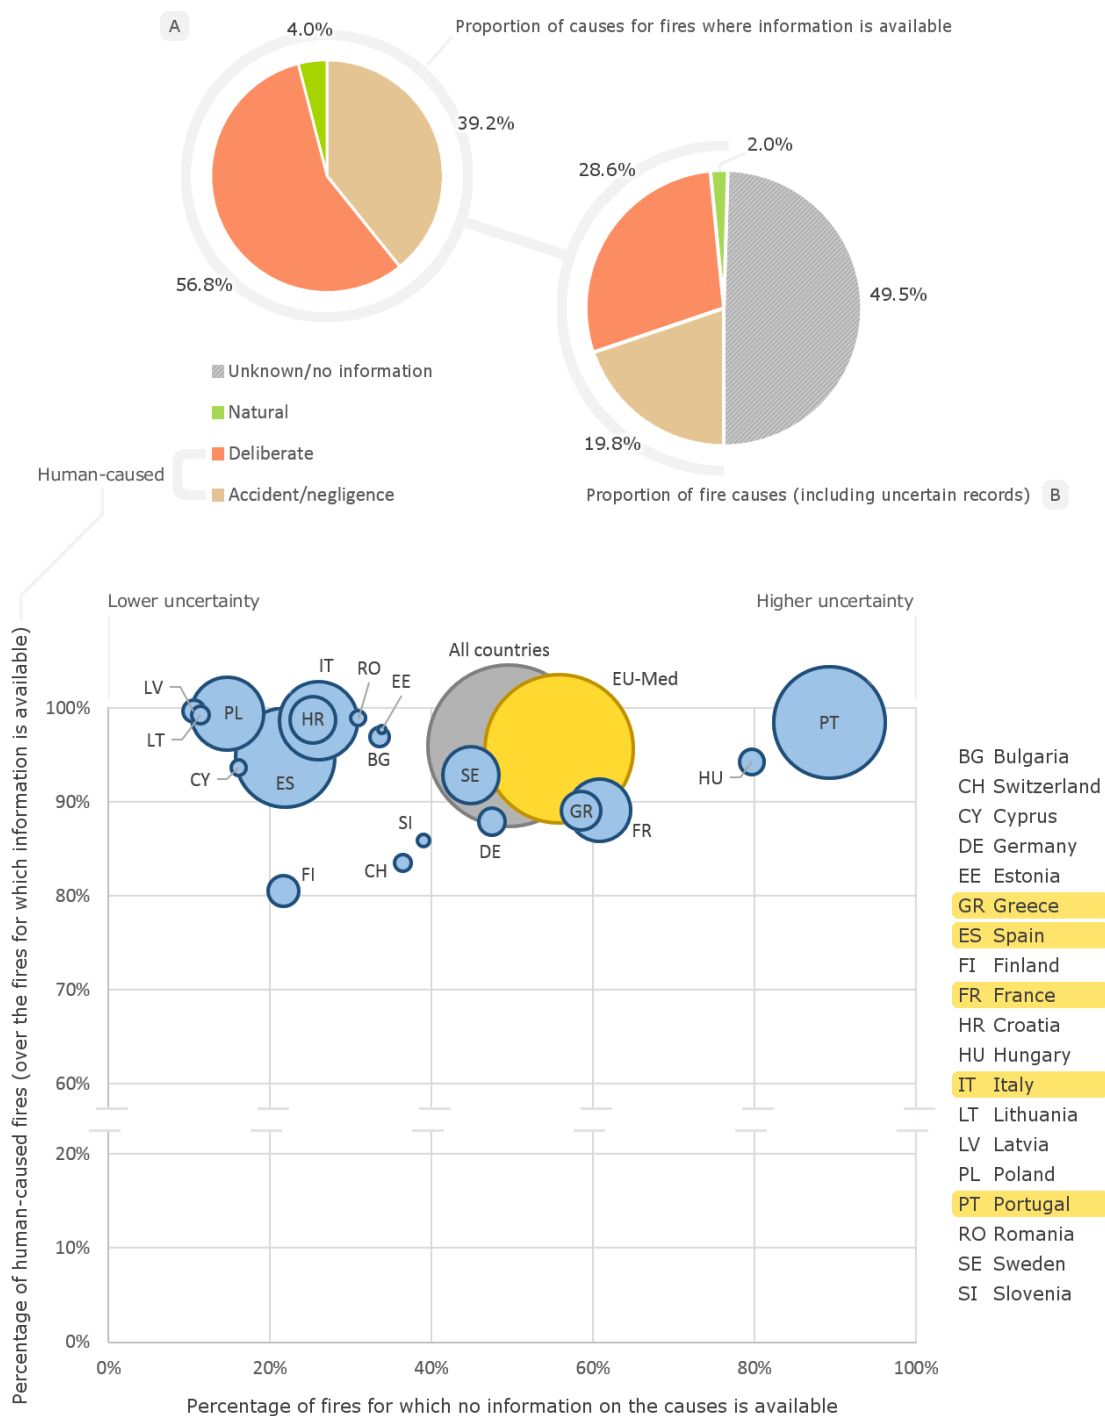 A
Proportion of causes for fires where information is available
4.0%
39.2%
56.8%
2.0%
28.6%
49.5%
19.8%
Unknown/no information
Natural
Deliberate
Accident/negligence
Human-caused
Proportion of fire causes (including uncertain records)
B
Lower uncertainty
Higher uncertainty
Percentage of human-caused fires (over the fires for which information is available)
100%
90%
80%
70%
60%
20%
10%
0%
All countries
EU-Med
LV
LT
PL
IT
HR
RO
EE
BG
CY
ES
SE
GR
FR
DE
SI
CH
FI
HU
PT
0%
20%
40%
60%
80%
100%
Percentage of fires for which no information on the causes is available
BG Bulgaria
CH Switzerland
CY Cyprus
DE Germany
EE Estonia
GR Greece
ES Spain
FI Finland
FR France
HR Croatia
HU Hungary
IT Italy
LT Lithuania
LV Latvia
PL Poland
PT Portugal
RO Romania
SE Sweden
SI Slovenia